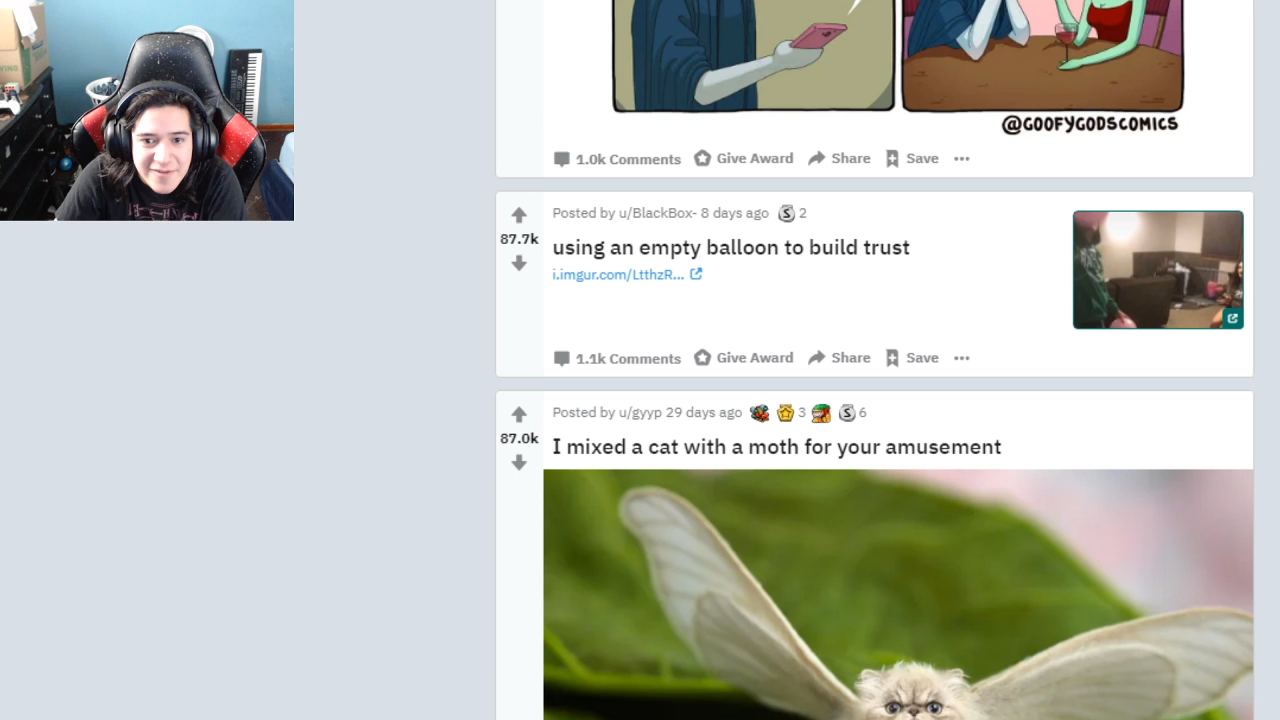 @GOOFYGODSCOMICS
1.0k Comments Give Award Share Save
Posted by u/BlackBox- 8 days ago S 2
87.7k
using an empty balloon to build trust
i.imgur.com/LtthzR...
1.1k Comments Give Award Share Save
Posted by u/gyyp 29 days ago 3 S 6
87.0k
I mixed a cat with a moth for your amusement